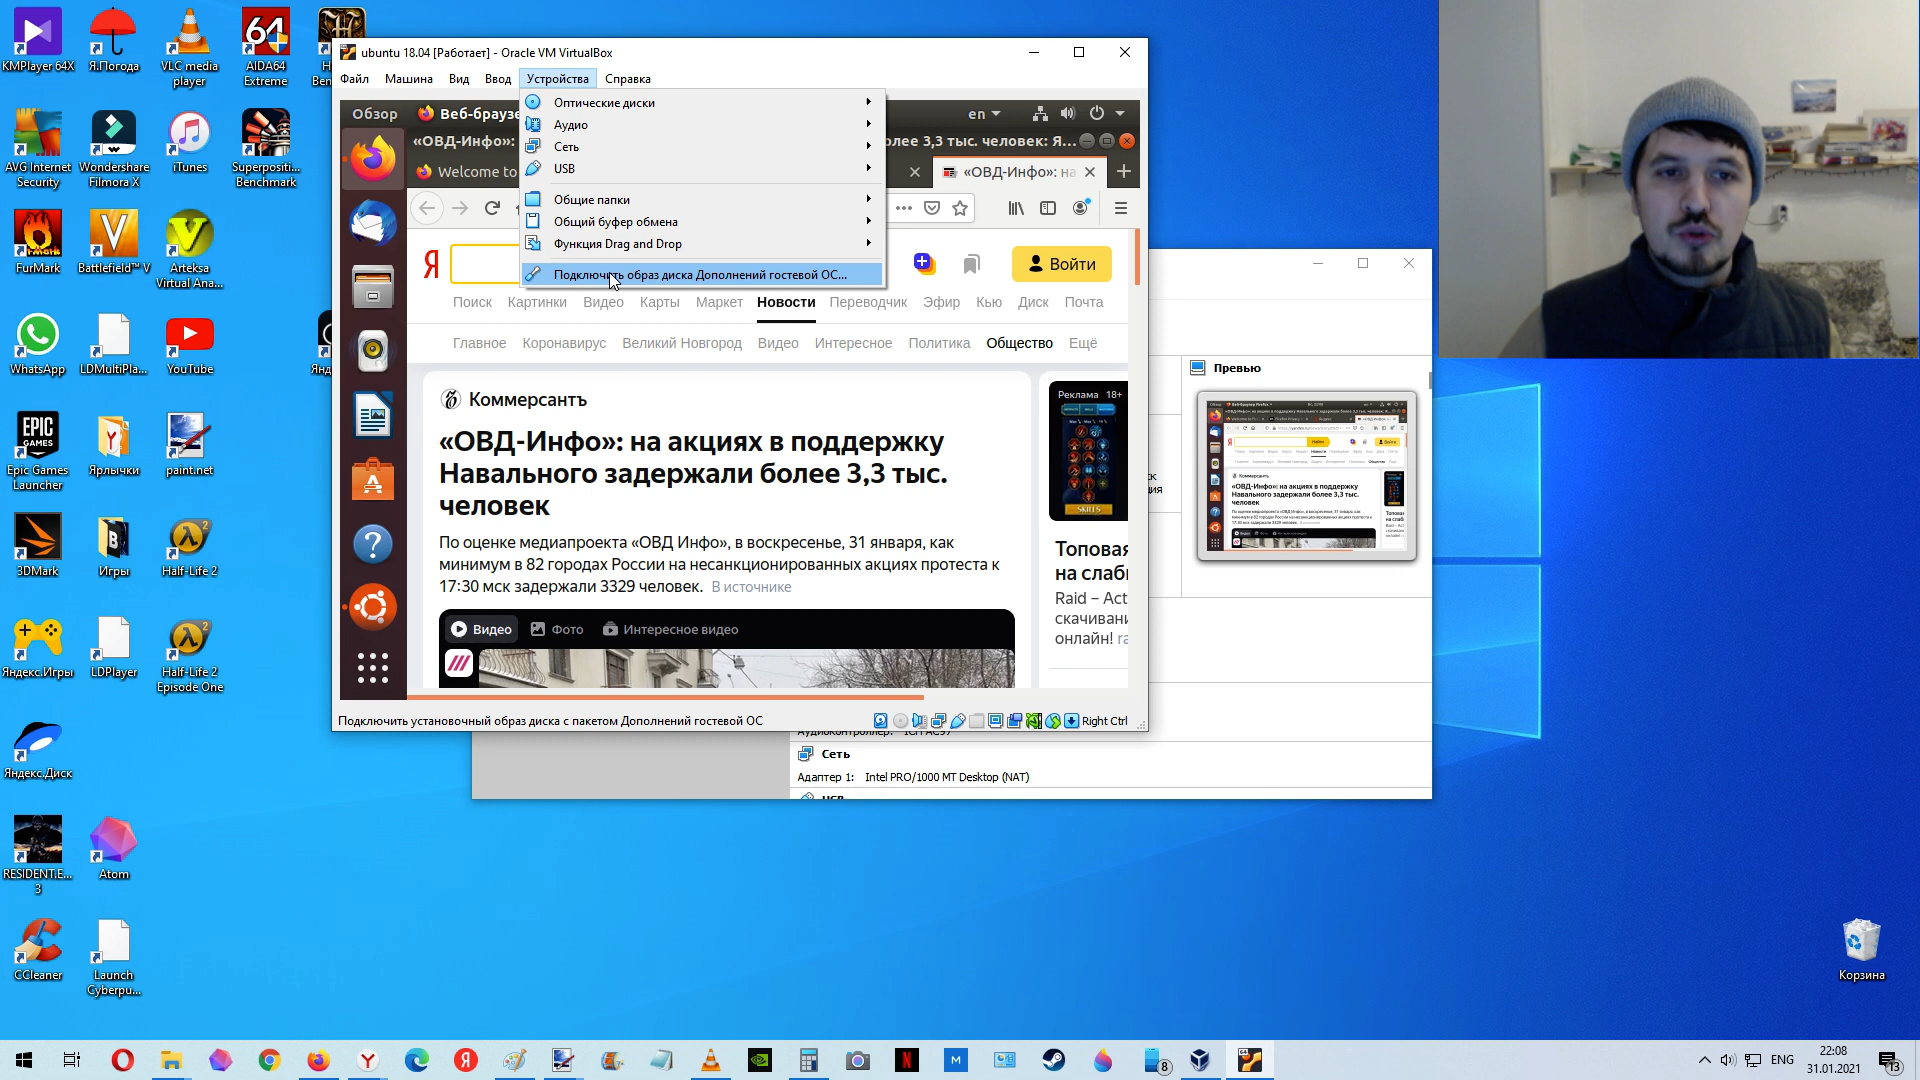 KMPlayer 64X
Я.Погода
VLC media
player
AIDA64
Extreme
AVG Internet
Security
Wondershare
Filmora X
iTunes
Superpositi...
Benchmark
FurMark
Battlefield™ V
Arteksa
Virtual Ana...
WhatsApp
LDMultiPla...
YouTube
Epic Games
Launcher
Ярлычки
paint.net
3DMark
Игры
Half-Life 2
Яндекс.Игры
LDPlayer
Half-Life 2
Episode One
Яндекс.Диск
RESIDENT.E...
3
Atom
CCleaner
Launch
Cyberpu...
Корзина
ubuntu 18.04 [Работает] - Oracle VM VirtualBox
Файл Машина Вид Ввод Устройства Справка
Оптические диски
Аудио
Сеть
USB
Общие папки
Общий буфер обмена
Функция Drag and Drop
Подключить образ диска Дополнений гостевой ОС...
Обзор Веб-браузе en
«ОВД-Инфо»: олее 3,3 тыс. человек: Я...
Welcome to «ОВД-Инфо»: на
Я Войти
Поиск Картинки Видео Карты Маркет Новости Переводчик Эфир Кью Диск Почта
Главное Коронавирус Великий Новгород Видео Интересное Политика Общество Ещё
Коммерсантъ
«ОВД-Инфо»: на акциях в поддержку
Навального задержали более 3,3 тыс.
человек
По оценке медиапроекта «ОВД Инфо», в воскресенье, 31 января, как
минимум в 82 городах России на несанкционированных акциях протеста к
17:30 мск задержали 3329 человек. В источнике
Видео Фото Интересное видео
Реклама 18+
SKILLS
Топовая
на слабы
Raid – Act
скачивани
онлайн! ra
Подключить установочный образ диска с пакетом Дополнений гостевой ОС
Right Ctrl
Превью
Аудиоконтроллер: ICH AC97
Сеть
Адаптер 1: Intel PRO/1000 MT Desktop (NAT)
USB
ENG
22:08
31.01.2021
8
13